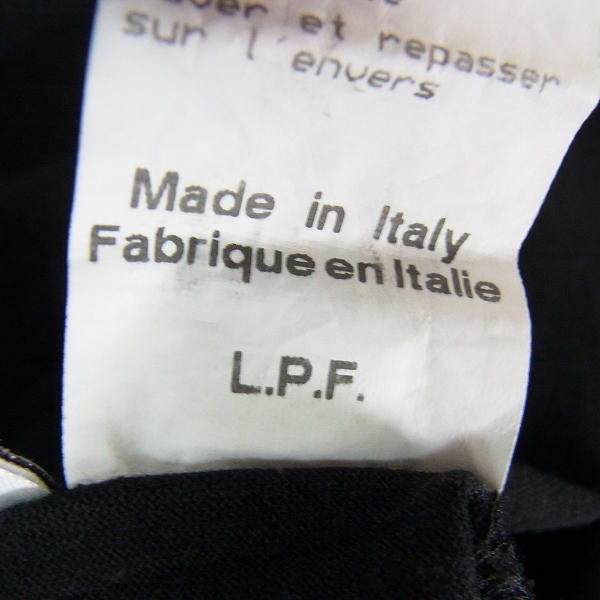 et repasser
sur l'envers
Made in Italy
Fabrique en Italie
L.P.F.